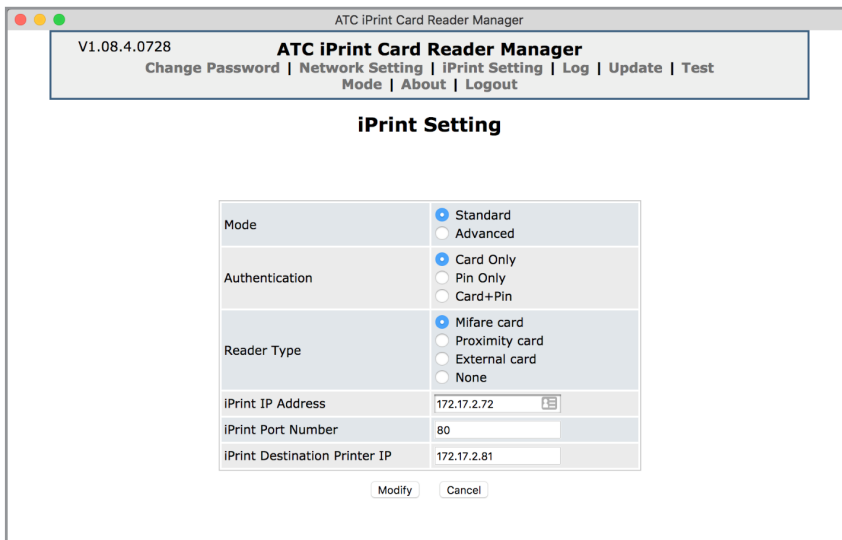 ATC iPrint Card Reader Manager
V1.08.4.0728
ATC iPrint Card Reader Manager
Change Password | Network Setting | iPrint Setting | Log | Update | Test
Mode | About | Logout
iPrint Setting
Mode
Standard
Advanced
Authentication
Card Only
Pin Only
Card+Pin
Reader Type
Mifare card
Proximity card
External card
None
iPrint IP Address
172.17.2.72
iPrint Port Number
80
iPrint Destination Printer IP
172.17.2.81
Modify
Cancel